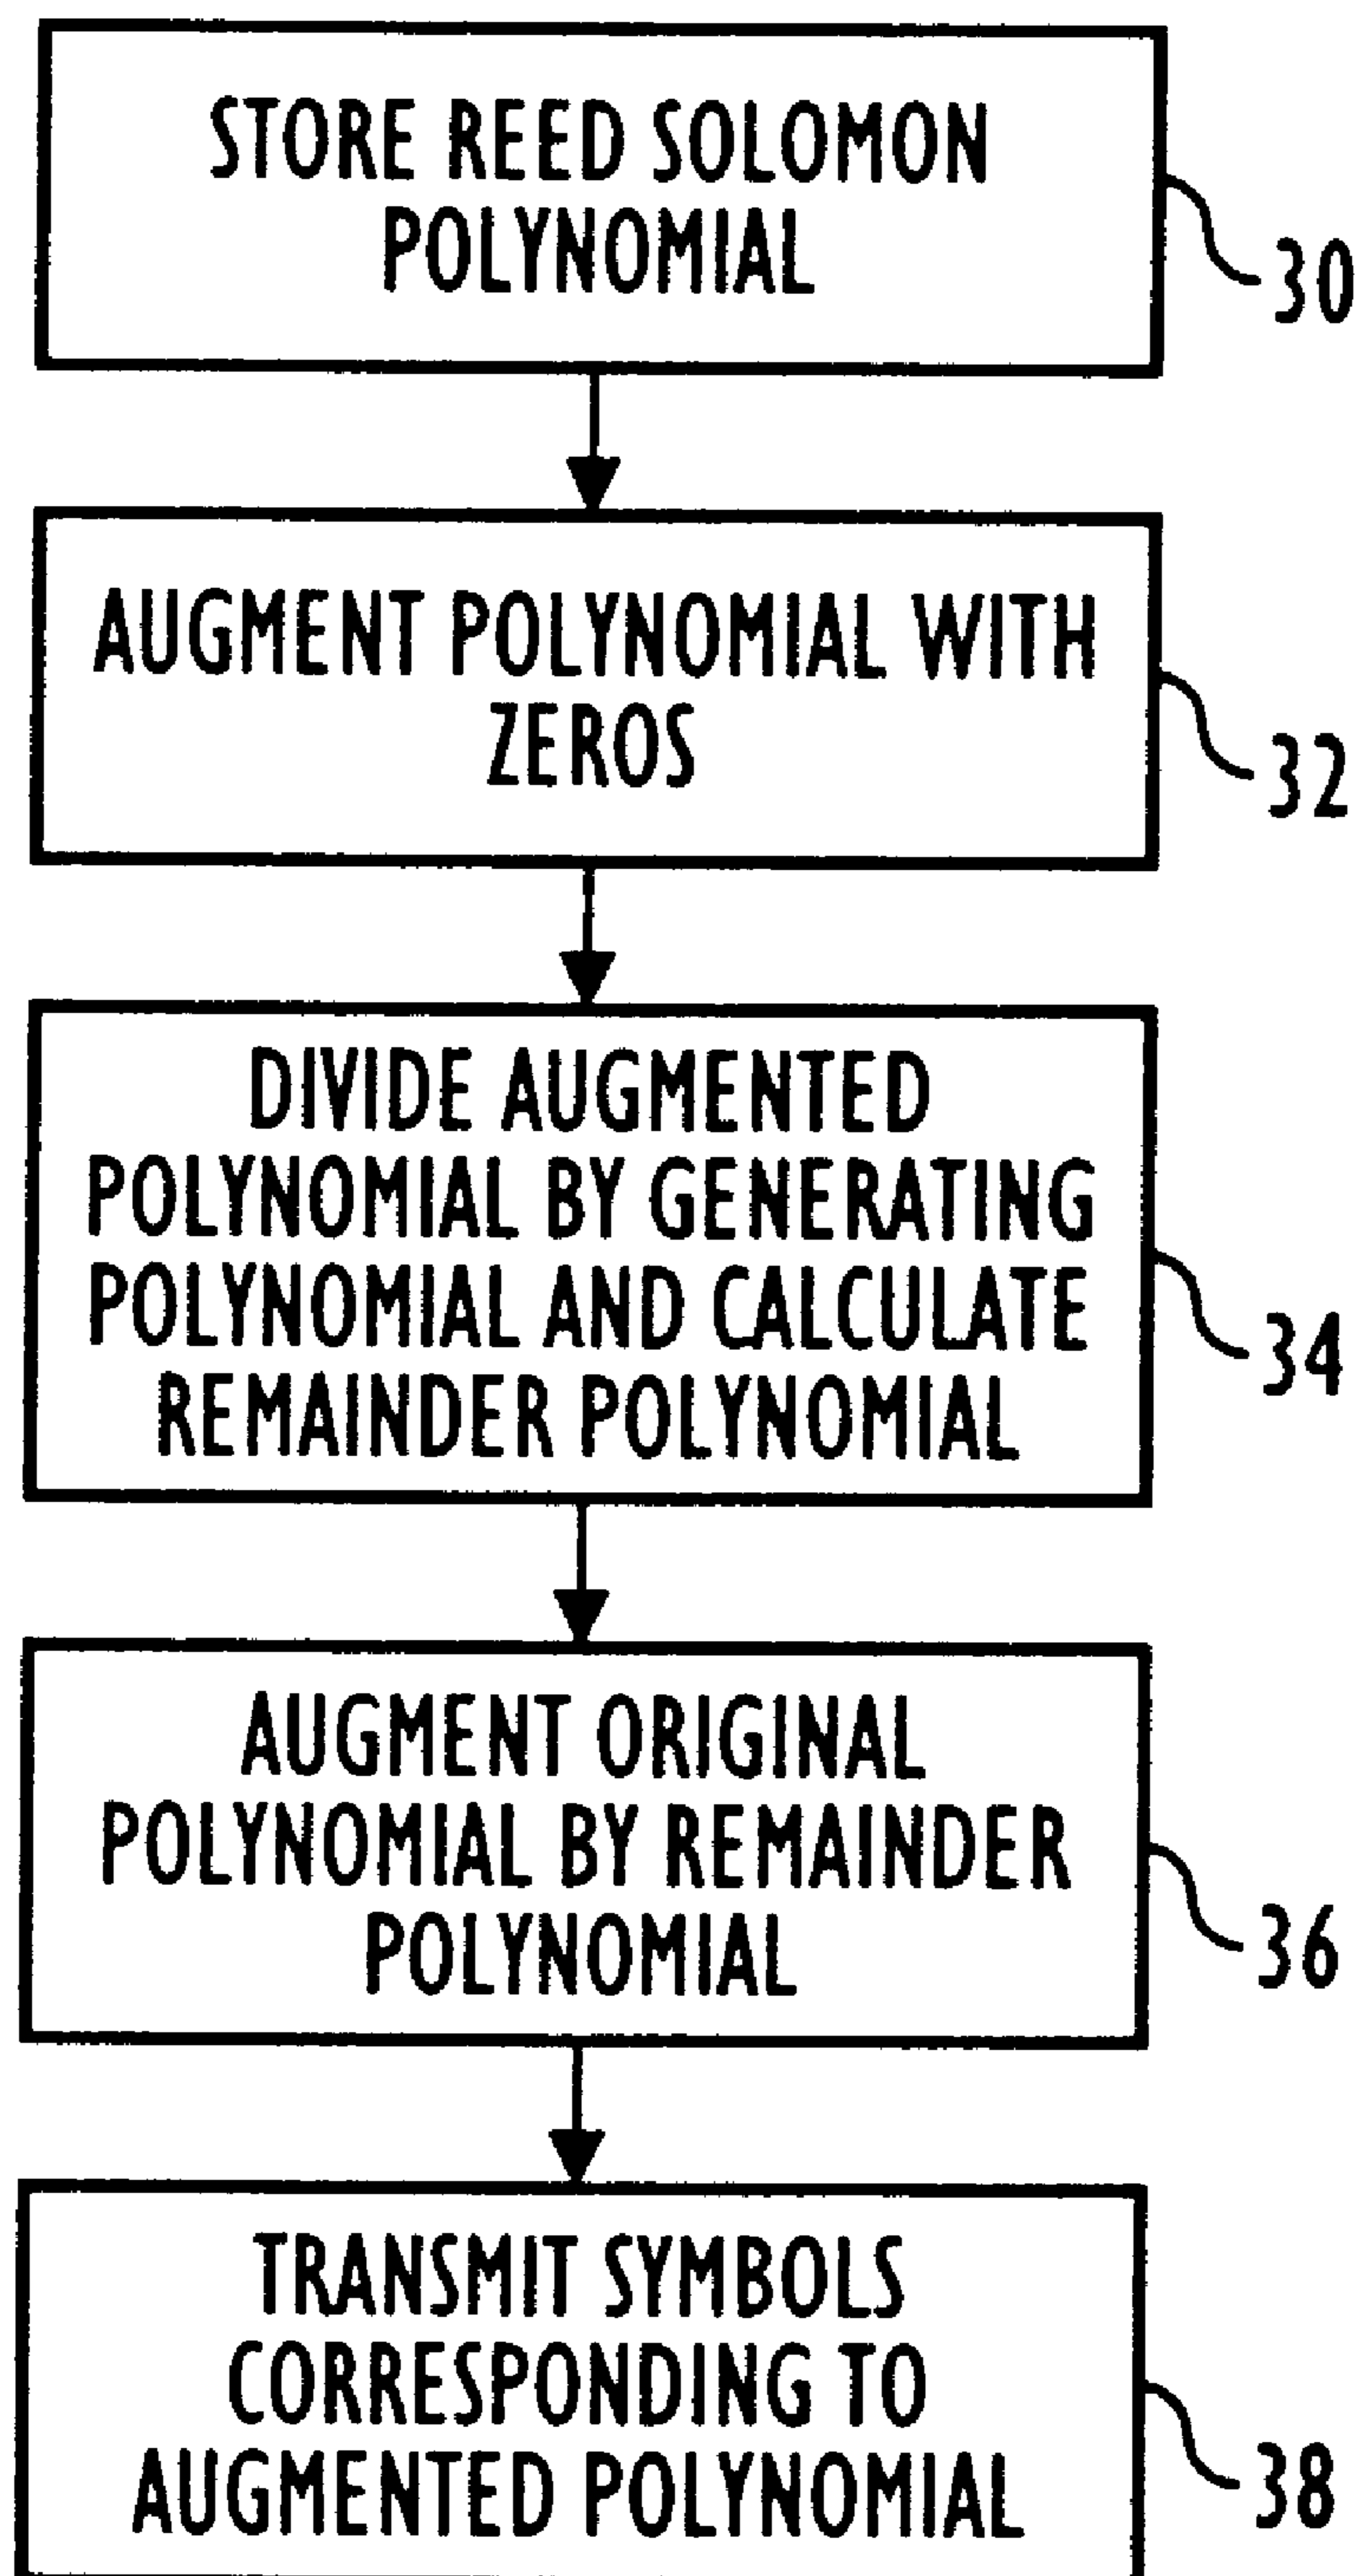 STORE REED SOLOMON
POLYNOMIAL
30
AUGMENT POLYNOMIAL WITH
ZEROS
32
DIVIDE AUGMENTED
POLYNOMIAL BY GENERATING
POLYNOMIAL AND CALCULATE
REMAINDER POLYNOMIAL
34
AUGMENT ORIGINAL
POLYNOMIAL BY REMAINDER
POLYNOMIAL
36
TRANSMIT SYMBOLS
CORRESPONDING TO
AUGMENTED POLYNOMIAL
38